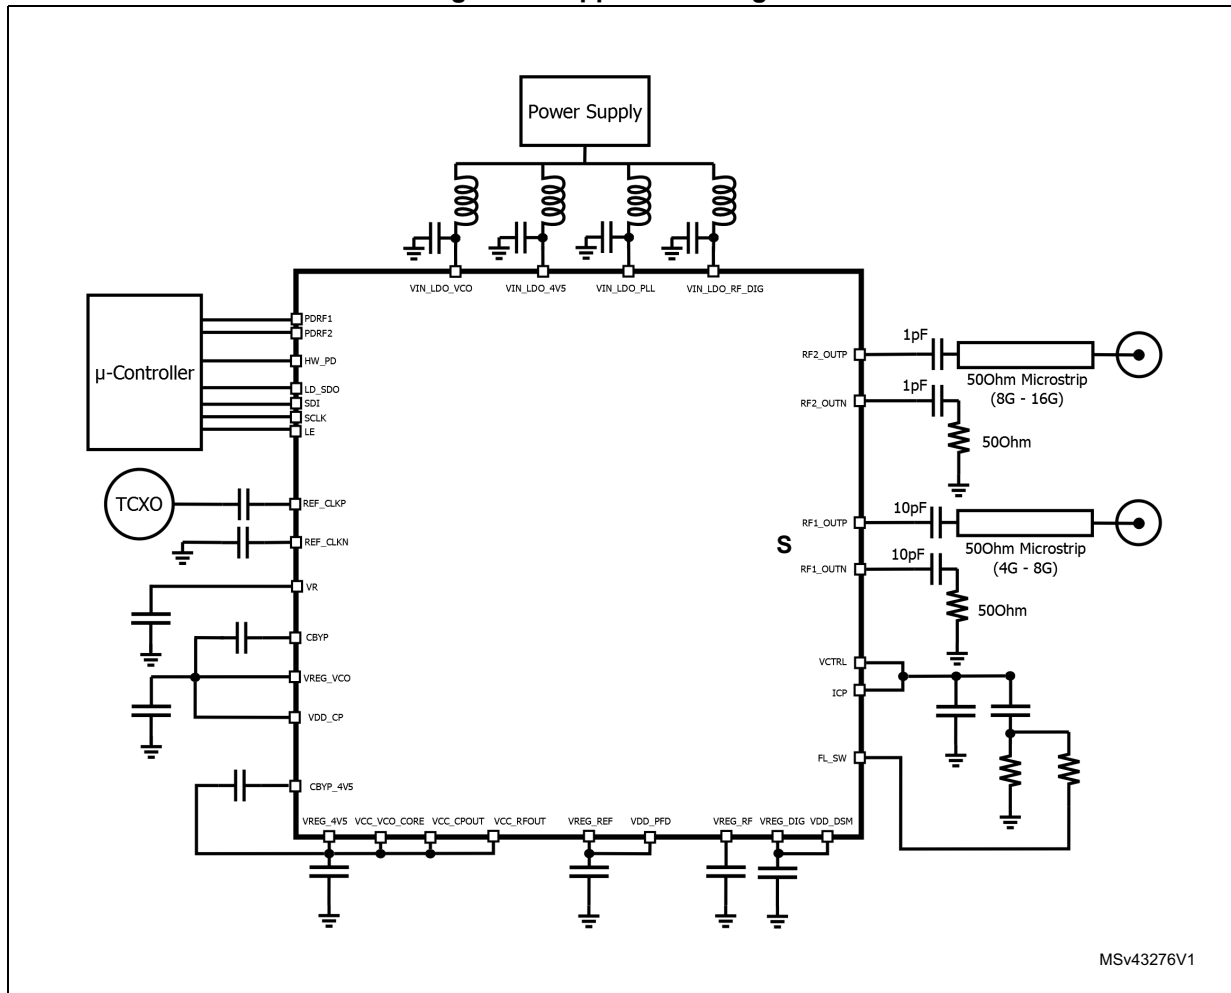 Power Supply
VIN_LDO_VCO
VIN_LDO_4V5
VIN_LDO_PLL
VIN_LDO_RF_DIG
µ-Controller
PDRF1
PDRF2
HW_PD
LD_SDO
SDI
SCLK
LE
TCXO
REF_CLKP
REF_CLKN
VR
CBYP
VREG_VCO
VDD_CP
CBYP_4V5
VREG_4V5
VCC_VCO_CORE
VCC_CPOUT
VCC_RFOUT
VREG_REF
VDD_PFD
VREG_RF
VREG_DIG
VDD_DSM
RF2_OUTP
1pF
50Ohm Microstrip
(8G - 16G)
RF2_OUTN
1pF
50Ohm
RF1_OUTP
10pF
50Ohm Microstrip
(4G - 8G)
S
RF1_OUTN
10pF
50Ohm
VCTRL
ICP
FL_SW
MSv43276V1